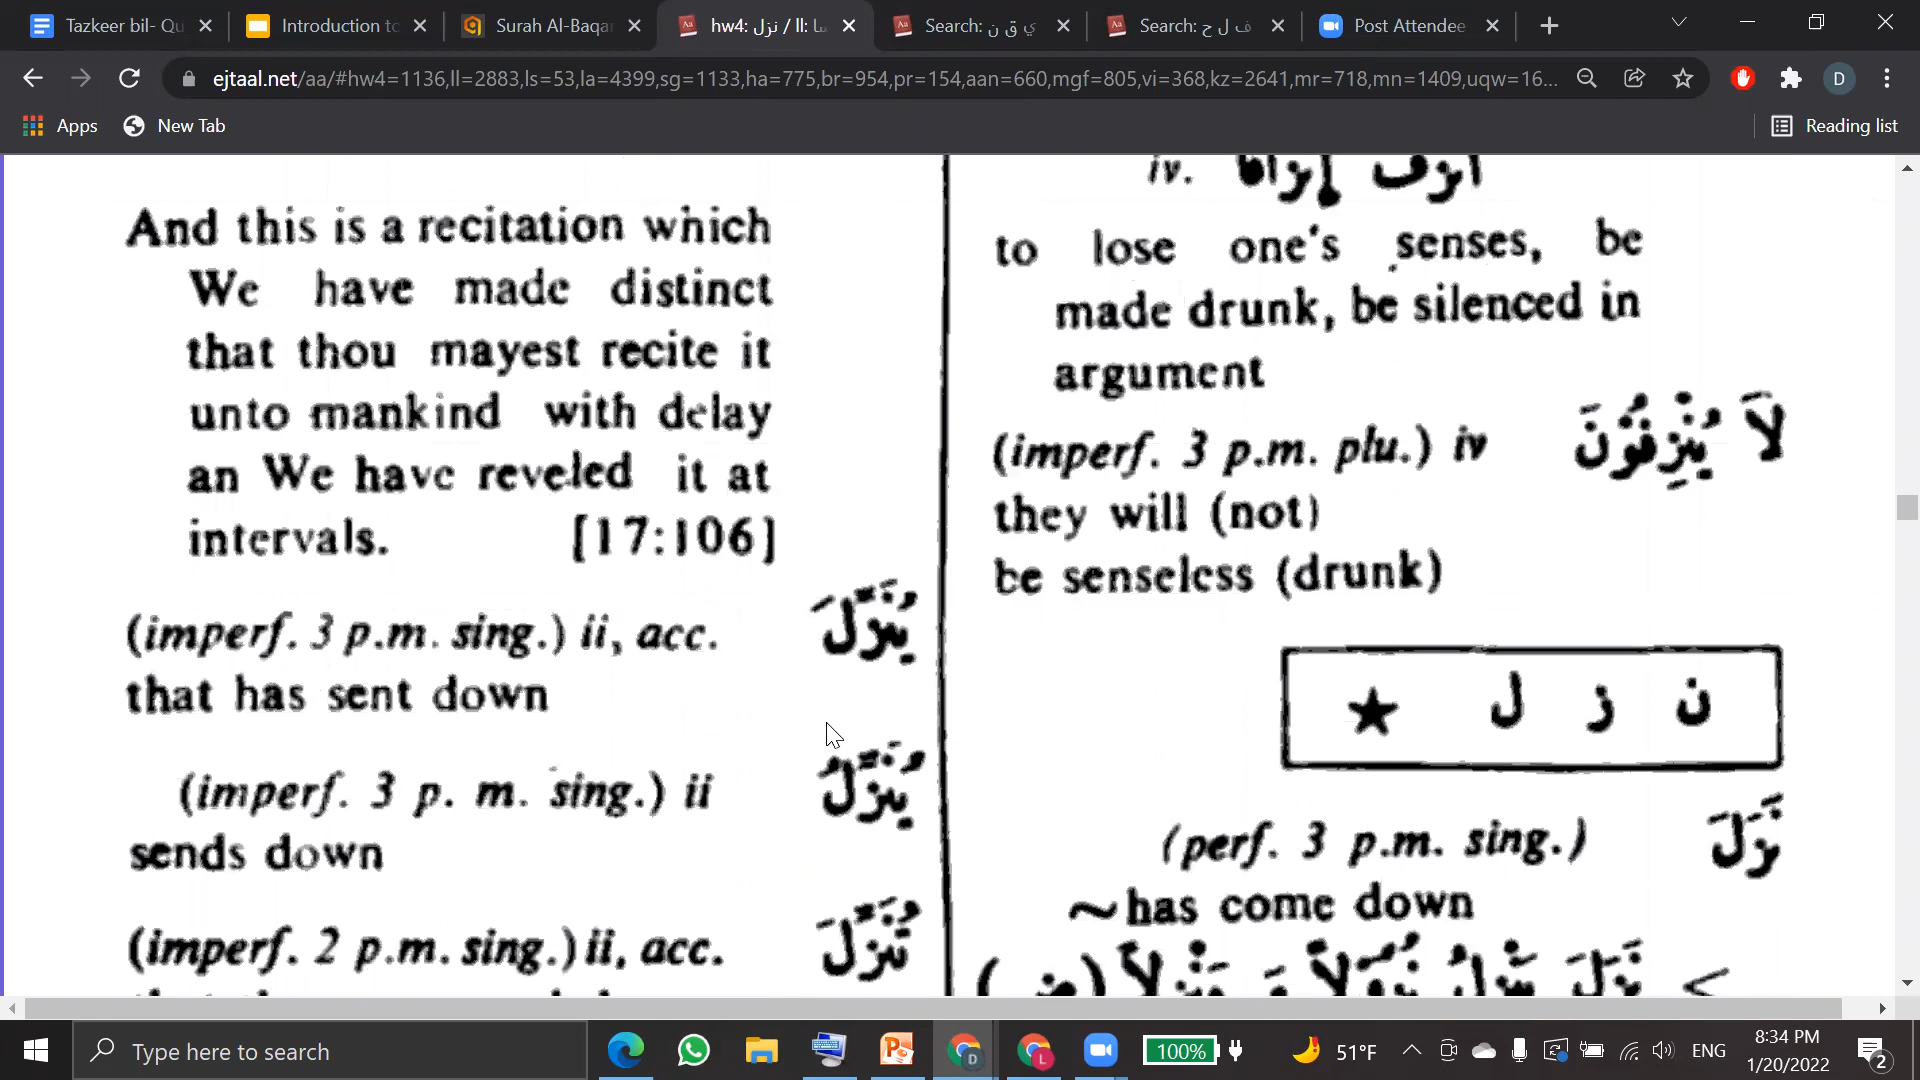 Tazkeer bil- Qu
Introduction to
Surah Al-Baqar
hw4: نزل / ll:
Search: ي ق ن
Search: ف ل ح
Post Attendee
ejtaal.net/aa/#hw4=1136,ll=2883,ls=53,la=4399,sg=1133,ha=775,br=954,pr=154,aan=660,mgf=805,vi=368,kz=2641,mr=718,mn=1409,uqw=16...
D
Apps
New Tab
Reading list
And this is a recitation which
We have made distinct
that thou mayest recite it
unto mankind with delay
an We have reveled it at
intervals. [17:106]
(imperf. 3 p.m. sing.) ii, acc. يُنَزِّلَ
that has sent down
(imperf. 3 p. m. sing.) ii يُنَزِّلُ
sends down
(imperf. 2 p.m. sing.) ii, acc. تُنَزِّلَ
iv.
to lose one's senses, be
made drunk, be silenced in
argument
(imperf. 3 p.m. plu.) iv لاَ يُنْزِفُوْنَ
they will (not)
be senseless (drunk)
ن ز ل ★
(perf. 3 p.m. sing.) نَزَلَ
~has come down
Type here to search
100%
51°F
ENG
8:34 PM
1/20/2022
2